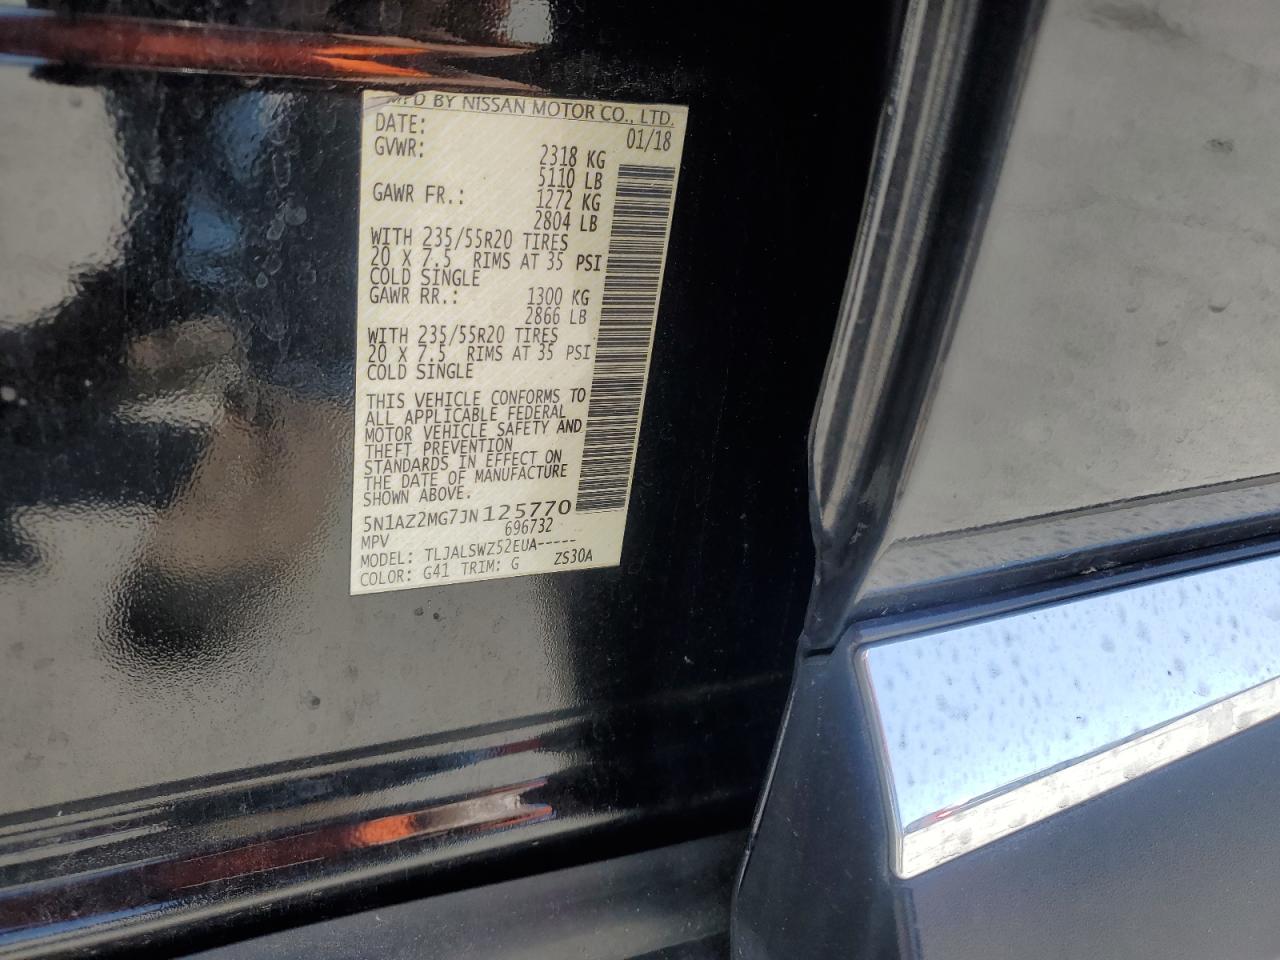 MFD BY NISSAN MOTOR CO., LTD.
DATE: 01/18
GVWR: 2318 KG
5110 LB
GAWR FR.: 1272 KG
2804 LB
WITH 235/55R20 TIRES
20 X 7.5 RIMS AT 35 PSI
COLD SINGLE
GAWR RR.: 1300 KG
2866 LB
WITH 235/55R20 TIRES
20 X 7.5 RIMS AT 35 PSI
COLD SINGLE
THIS VEHICLE CONFORMS TO
ALL APPLICABLE FEDERAL
MOTOR VEHICLE SAFETY AND
THEFT PREVENTION
STANDARDS IN EFFECT ON
THE DATE OF MANUFACTURE
SHOWN ABOVE.
5N1AZ2MG7JN125770
MPV 696732
MODEL: TLJALSWZ52EUA-----
COLOR: G41 TRIM: G ZS30A